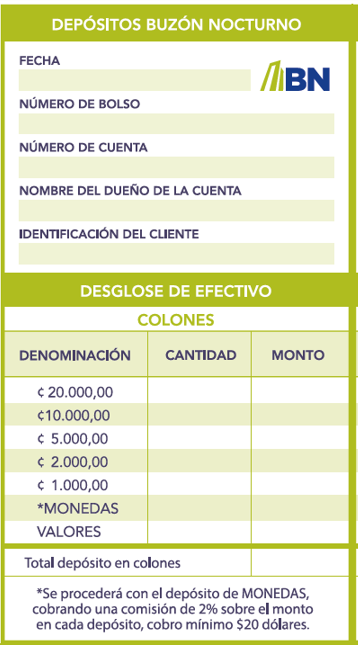 DEPÓSITOS BUZÓN NOCTURNO
FECHA
BN
NÚMERO DE BOLSO
NÚMERO DE CUENTA
NOMBRE DEL DUEÑO DE LA CUENTA
IDENTIFICACIÓN DEL CLIENTE
DESGLOSE DE EFECTIVO
COLONES
DENOMINACIÓN CANTIDAD MONTO
¢ 20.000,00
¢10.000,00
¢ 5.000,00
¢ 2.000,00
¢ 1.000,00
*MONEDAS
VALORES
Total depósito en colones
*Se procederá con el depósito de MONEDAS,
cobrando una comisión de 2% sobre el monto
en cada depósito, cobro mínimo $20 dólares.